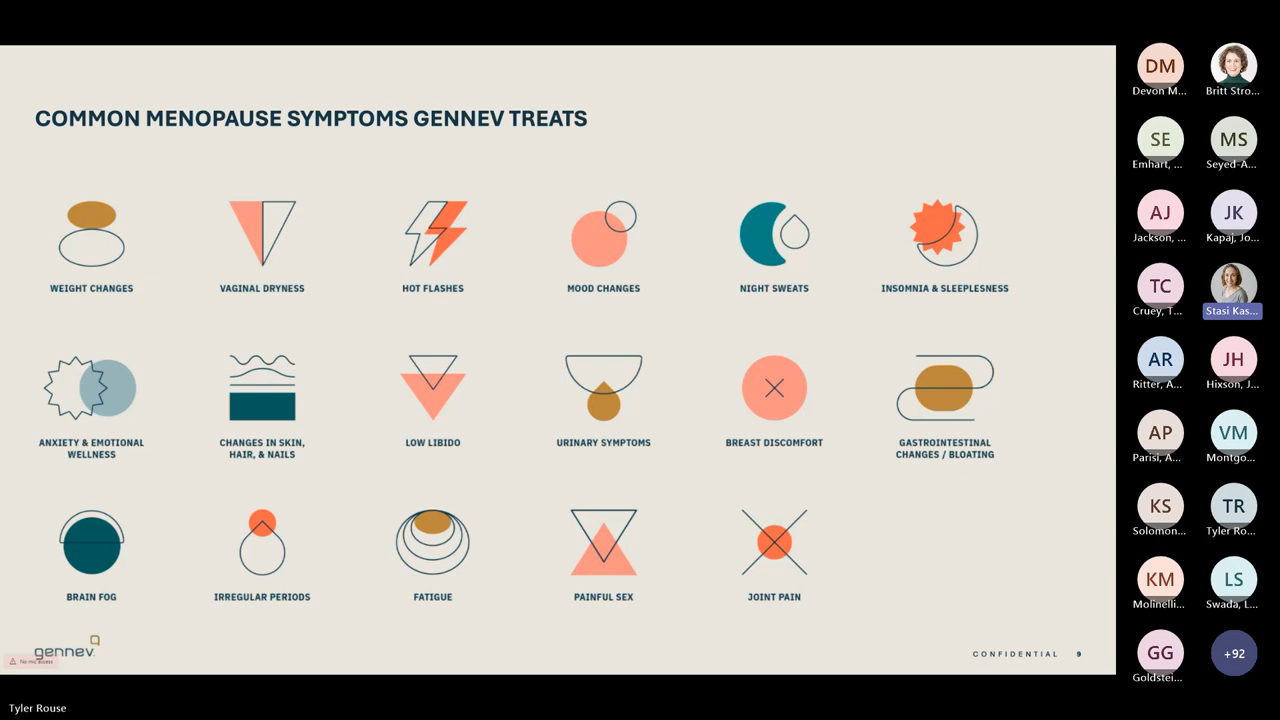 COMMON MENOPAUSE SYMPTOMS GENNEV TREATS
WEIGHT CHANGES
VAGINAL DRYNESS
HOT FLASHES
MOOD CHANGES
NIGHT SWEATS
INSOMNIA & SLEEPLESNESS
ANXIETY & EMOTIONAL
WELLNESS
CHANGES IN SKIN,
HAIR, & NAILS
LOW LIBIDO
URINARY SYMPTOMS
BREAST DISCOMFORT
GASTROINTESTINAL
CHANGES / BLOATING
BRAIN FOG
IRREGULAR PERIODS
FATIGUE
PAINFUL SEX
JOINT PAIN
gennev
No mic access
CONFIDENTIAL 9
Tyler Rouse
DM
Devon M...
Britt Stro...
SE
Emhart, ...
MS
Seyed-A...
AJ
Jackson, ...
JK
Kapaj, Jo...
TC
Cruey, T...
Stasi Kas...
AR
Ritter, A...
JH
Hixson, J...
AP
Parisi, A...
VM
Montgo...
KS
Solomon...
TR
Tyler Ro...
KM
Molinelli...
LS
Swada, L...
GG
Goldstei...
+92